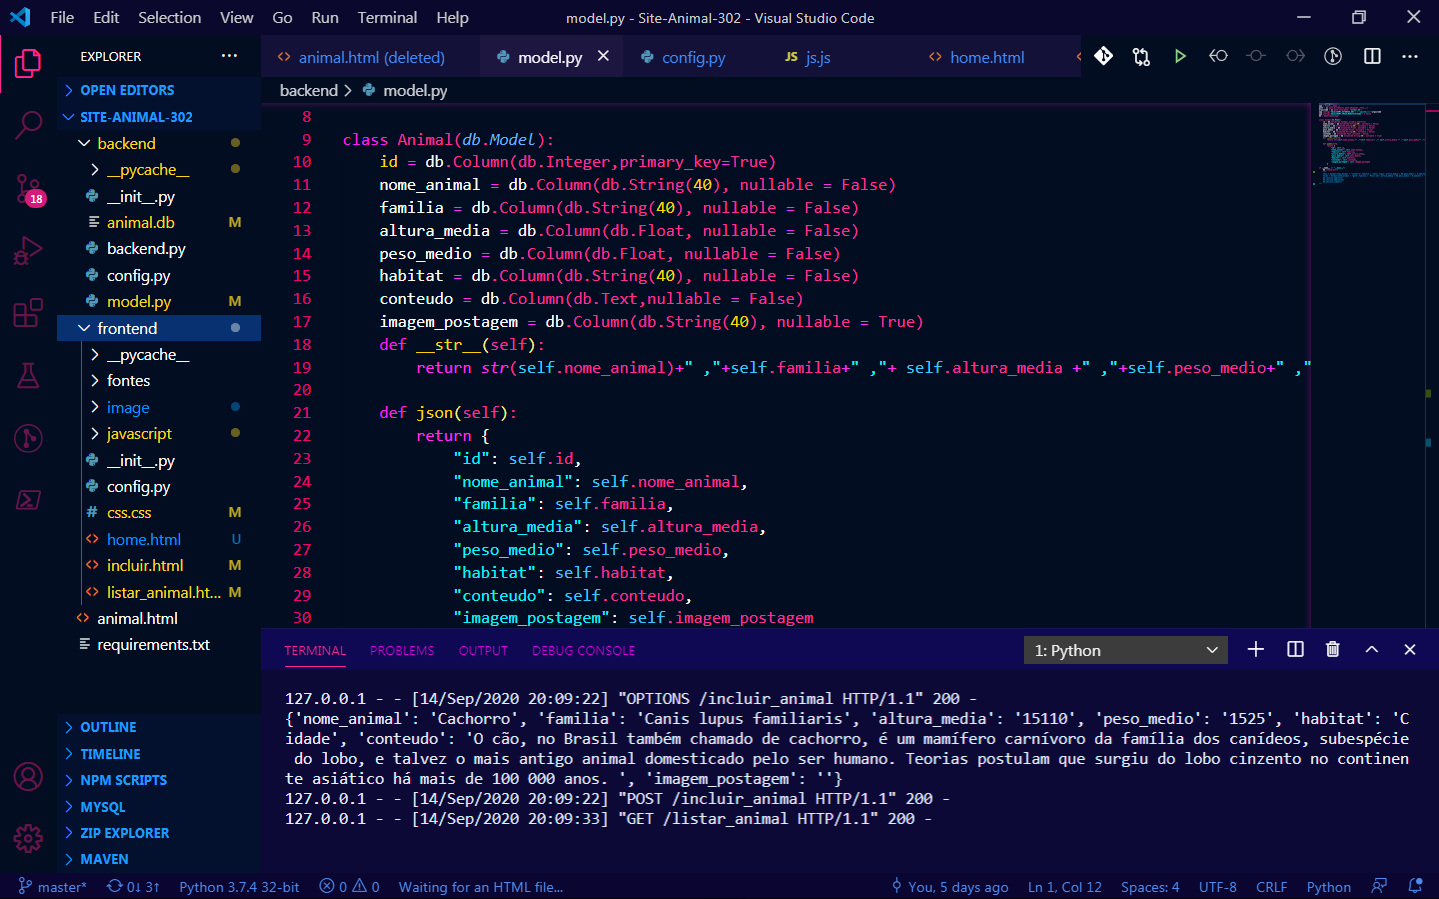 File Edit Selection View Go Run Terminal Help
model.py - Site-Animal-302 - Visual Studio Code
EXPLORER
animal.html (deleted)
model.py
config.py
JS js.js
home.html
OPEN EDITORS
SITE-ANIMAL-302
backend
__pycache__
__init__.py
animal.db M
backend.py
config.py
model.py M
frontend
__pycache__
fontes
image
javascript
__init__.py
config.py
# css.css M
home.html U
incluir.html M
listar_animal.ht... M
animal.html
requirements.txt
OUTLINE
TIMELINE
NPM SCRIPTS
MYSQL
ZIP EXPLORER
MAVEN
18
backend > model.py
8
9 class Animal(db.Model):
10 id = db.Column(db.Integer,primary_key=True)
11 nome_animal = db.Column(db.String(40), nullable = False)
12 familia = db.Column(db.String(40), nullable = False)
13 altura_media = db.Column(db.Float, nullable = False)
14 peso_medio = db.Column(db.Float, nullable = False)
15 habitat = db.Column(db.String(40), nullable = False)
16 conteudo = db.Column(db.Text,nullable = False)
17 imagem_postagem = db.Column(db.String(40), nullable = True)
18 def __str__(self):
19 return str(self.nome_animal)+" ,"+self.familia+" ,"+ self.altura_media +" ,"+self.peso_medio+" ,"
20
21 def json(self):
22 return {
23 "id": self.id,
24 "nome_animal": self.nome_animal,
25 "familia": self.familia,
26 "altura_media": self.altura_media,
27 "peso_medio": self.peso_medio,
28 "habitat": self.habitat,
29 "conteudo": self.conteudo,
30 "imagem_postagem": self.imagem_postagem
TERMINAL PROBLEMS OUTPUT DEBUG CONSOLE
1: Python
127.0.0.1 - - [14/Sep/2020 20:09:22] "OPTIONS /incluir_animal HTTP/1.1" 200 -
{'nome_animal': 'Cachorro', 'familia': 'Canis lupus familiaris', 'altura_media': '15110', 'peso_medio': '1525', 'habitat': 'C
idade', 'conteudo': 'O cão, no Brasil também chamado de cachorro, é um mamífero carnívoro da família dos canídeos, subespécie
do lobo, e talvez o mais antigo animal domesticado pelo ser humano. Teorias postulam que surgiu do lobo cinzento no continen
te asiático há mais de 100 000 anos. ', 'imagem_postagem': ''}
127.0.0.1 - - [14/Sep/2020 20:09:22] "POST /incluir_animal HTTP/1.1" 200 -
127.0.0.1 - - [14/Sep/2020 20:09:33] "GET /listar_animal HTTP/1.1" 200 -
master* 0↓ 3↑ Python 3.7.4 32-bit 0 0 Waiting for an HTML file... You, 5 days ago Ln 1, Col 12 Spaces: 4 UTF-8 CRLF Python